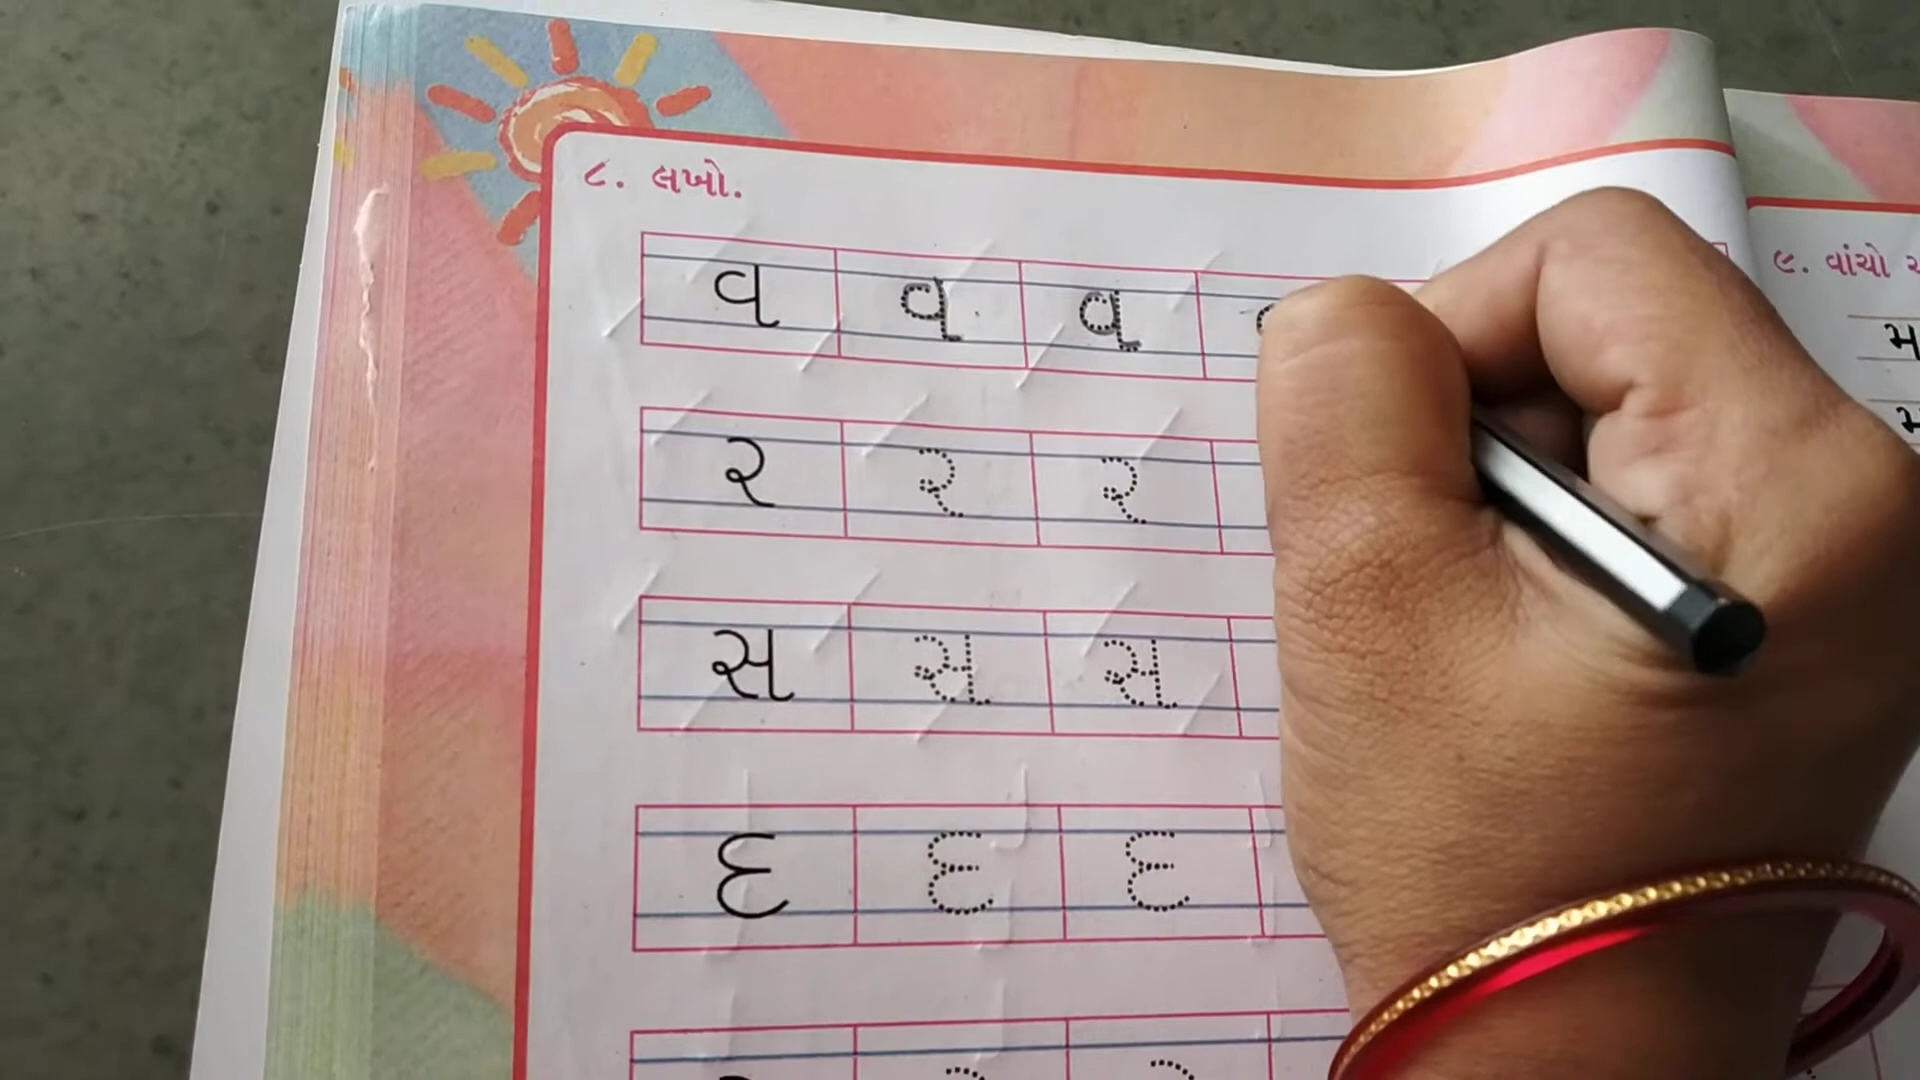 ૮. લખો.
વ વ વ
ર ર ર
સ સ સ
દ દ દ
૯. વાંચો
મ